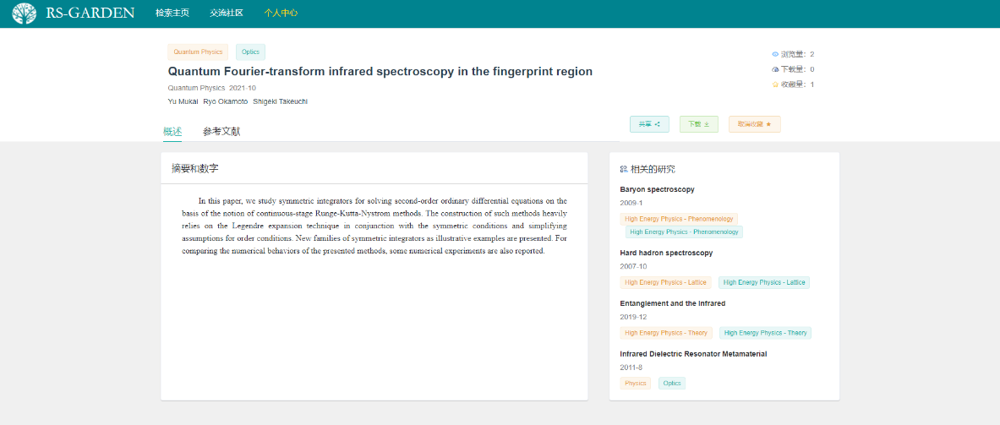 RS-GARDEN 检索主页 交流社区 个人中心
Quantum Physics Optics
Quantum Fourier-transform infrared spectroscopy in the fingerprint region
Quantum Physics 2021-10
Yu Mukai Ryo Okamoto Shigeki Takeuchi
浏览量: 2
下载量: 0
收藏量: 1
概述 参考文献
共享 下载 取消收藏
摘要和数字
In this paper, we study symmetric integrators for solving second-order ordinary differential equations on the
basis of the notion of continuous-stage Runge-Kutta-Nystrom methods. The construction of such methods heavily
relies on the Legendre expansion technique in conjunction with the symmetric conditions and simplifying
assumptions for order conditions. New families of symmetric integrators as illustrative examples are presented. For
comparing the numerical behaviors of the presented methods, some numerical experiments are also reported.
相关的研究
Baryon spectroscopy
2009-1
High Energy Physics - Phenomenology
High Energy Physics - Phenomenology
Hard hadron spectroscopy
2007-10
High Energy Physics - Lattice High Energy Physics - Lattice
Entanglement and the Infrared
2019-12
High Energy Physics - Theory High Energy Physics - Theory
Infrared Dielectric Resonator Metamaterial
2011-8
Physics Optics